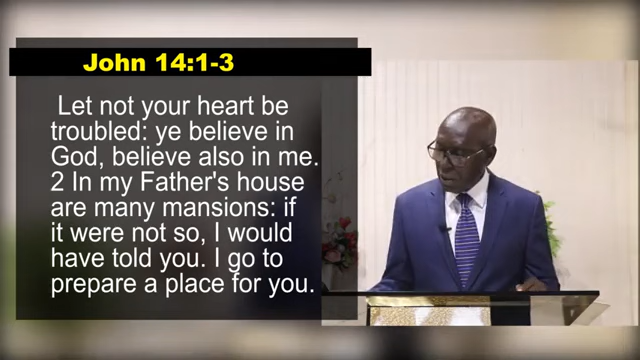 John 14:1-3
Let not your heart be
troubled: ye believe in
God, believe also in me.
2 In my Father's house
are many mansions: if
it were not so, I would
have told you. I go to
prepare a place for you.